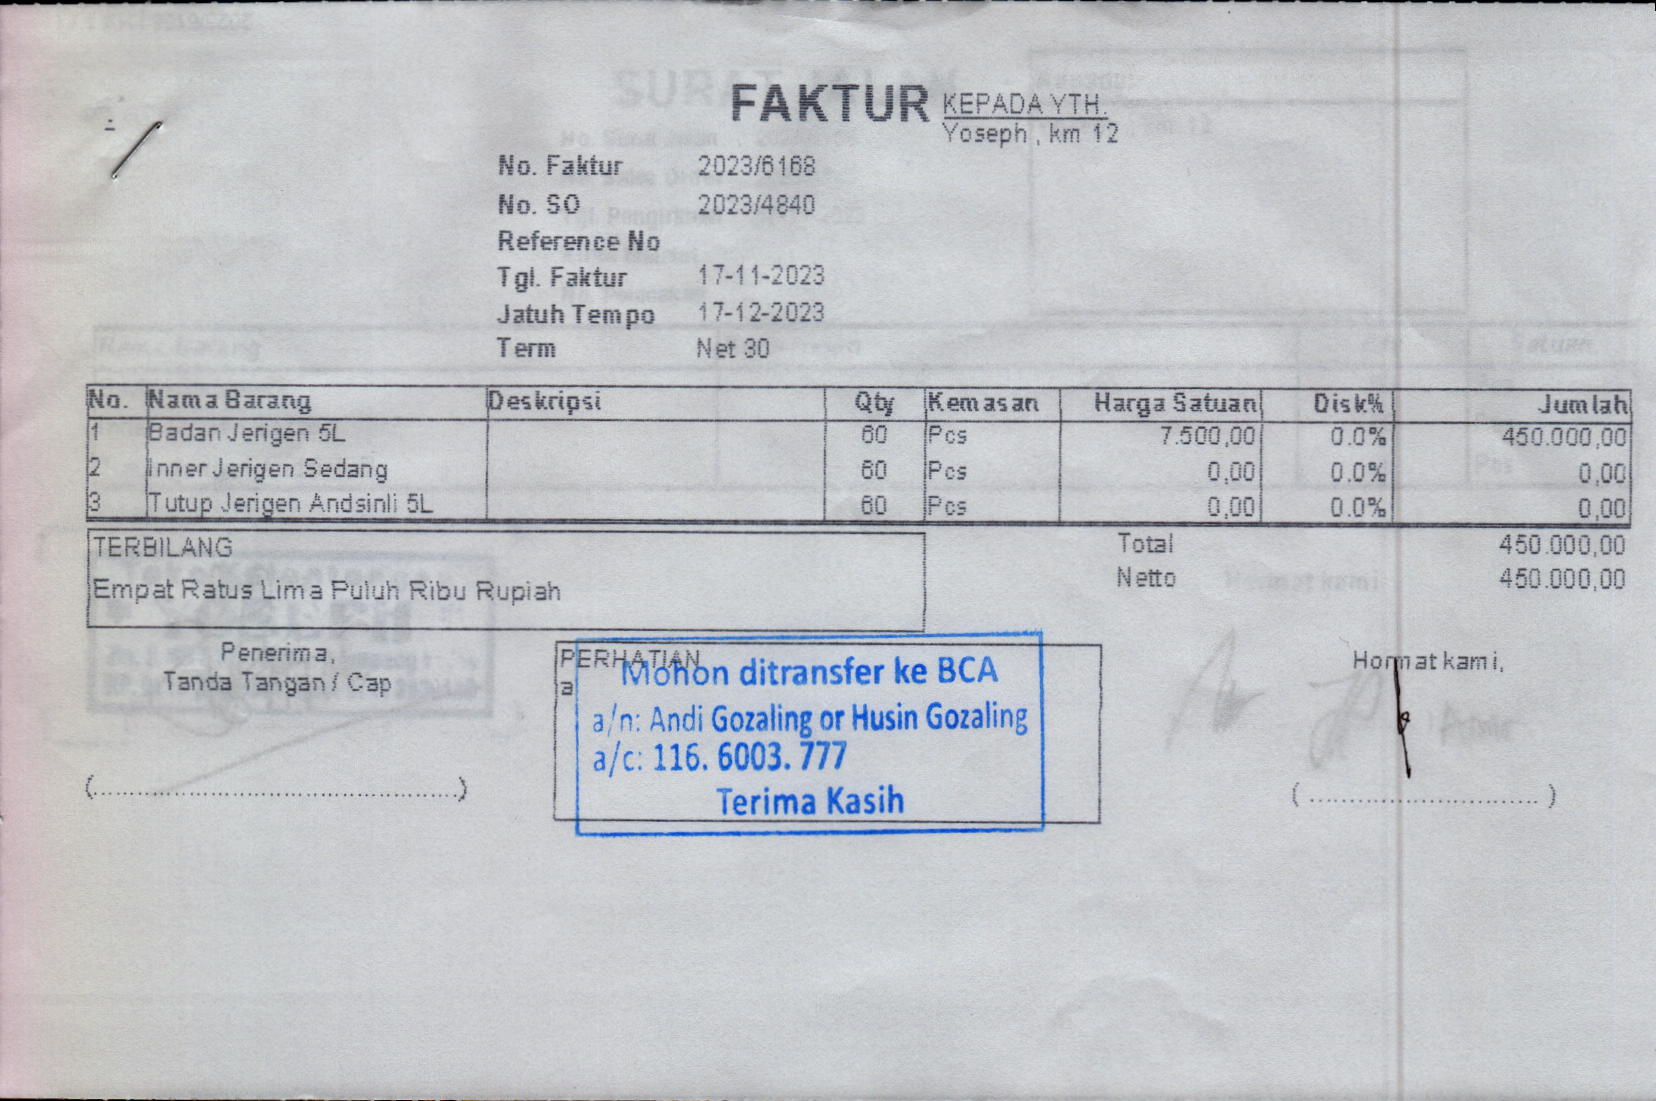 FAKTUR
KEPADA YTH.
Yoseph , km 12
No. Faktur 2023/6168
No. SO 2023/4840
Reference No
Tgl. Faktur 17-11-2023
Jatuh Tempo 17-12-2023
Term Net 30
No. Nama Barang Deskripsi Qty Kemasan Harga Satuan Disk% Jumlah
1 Badan Jerigen 5L 60 Pcs 7.500,00 0.0% 450.000,00
2 Inner Jerigen Sedang 60 Pcs 0,00 0.0% 0,00
3 Tutup Jerigen Andsinli 5L 60 Pcs 0,00 0.0% 0,00
TERBILANG
Empat Ratus Lima Puluh Ribu Rupiah
Total 450.000,00
Netto 450.000,00
Penerima,
Tanda Tangan / Cap
(.................................................)
PERHATIAN
a
Mohon ditransfer ke BCA
a/n: Andi Gozaling or Husin Gozaling
a/c: 116. 6003. 777
Terima Kasih
Hormat kami,
( ............................... )